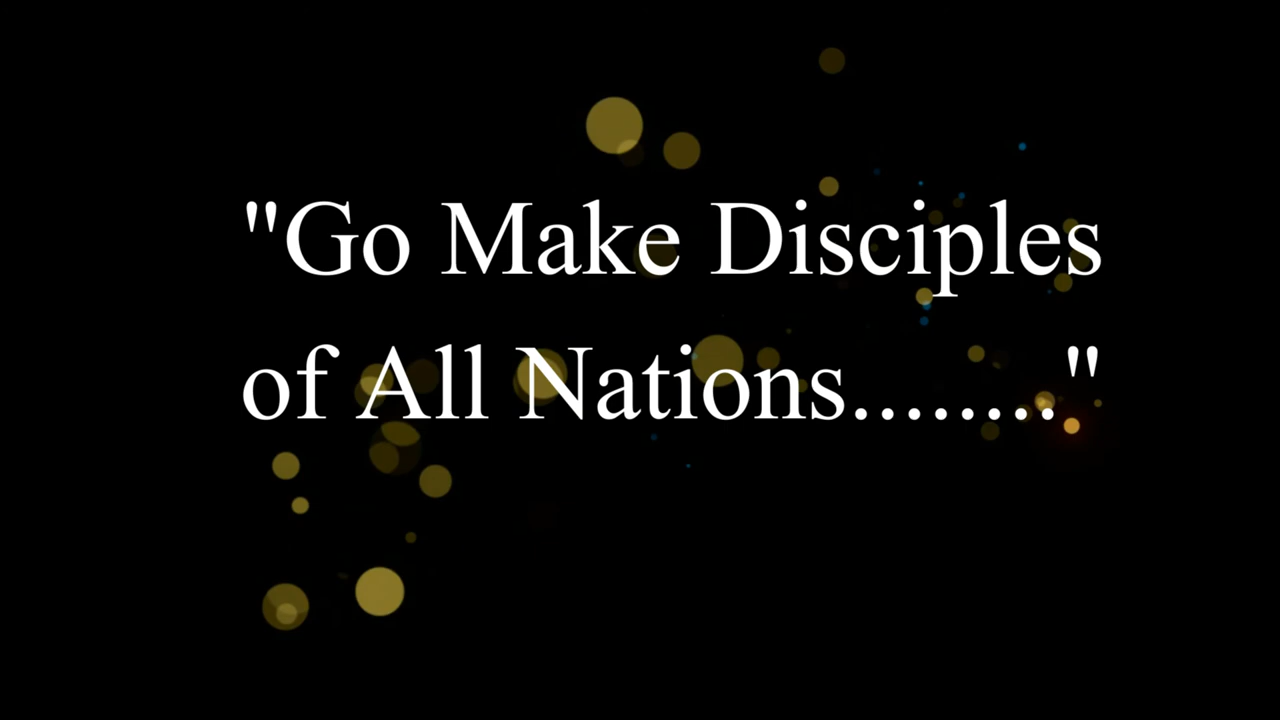 "Go Make Disciples
of All Nations........"